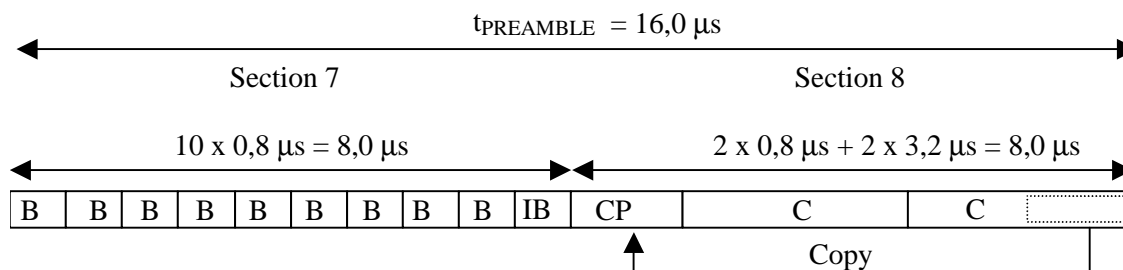 tPREAMBLE = 16,0 μs
Section 7 Section 8
10 x 0,8 μs = 8,0 μs 2 x 0,8 μs + 2 x 3,2 μs = 8,0 μs
B B B B B B B B B IB CP C C
Copy